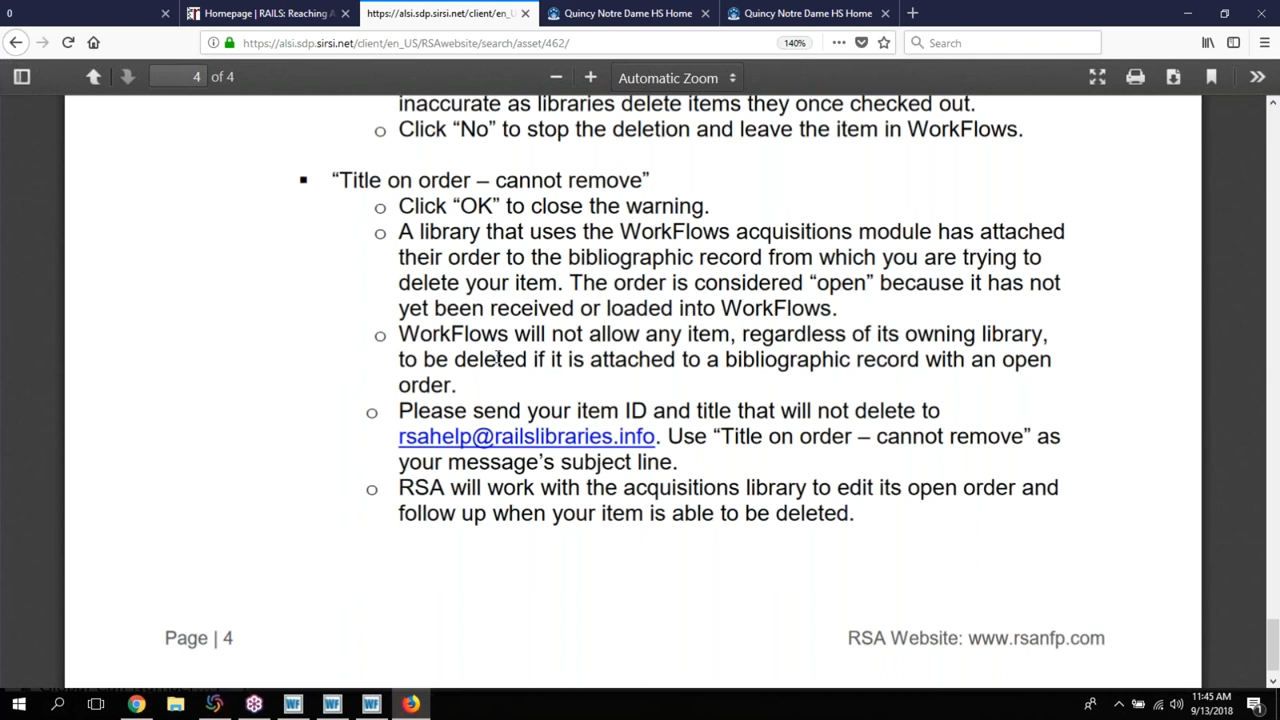 0
Homepage | RAILS: Reaching A
https://alsi.sdp.sirsi.net/client/en_U
Quincy Notre Dame HS Home
Quincy Notre Dame HS Home
https://alsi.sdp.sirsi.net/client/en_US/RSAwebsite/search/asset/462/
140%
Search
4 of 4
Automatic Zoom
inaccurate as libraries delete items they once checked out.
o Click “No” to stop the deletion and leave the item in WorkFlows.
▪ “Title on order – cannot remove”
o Click “OK” to close the warning.
o A library that uses the WorkFlows acquisitions module has attached
their order to the bibliographic record from which you are trying to
delete your item. The order is considered “open” because it has not
yet been received or loaded into WorkFlows.
o WorkFlows will not allow any item, regardless of its owning library,
to be deleted if it is attached to a bibliographic record with an open
order.
o Please send your item ID and title that will not delete to
rsahelp@railslibraries.info. Use “Title on order – cannot remove” as
your message’s subject line.
o RSA will work with the acquisitions library to edit its open order and
follow up when your item is able to be deleted.
Page | 4
RSA Website: www.rsanfp.com
WF
WF
WF
11:45 AM
9/13/2018
1